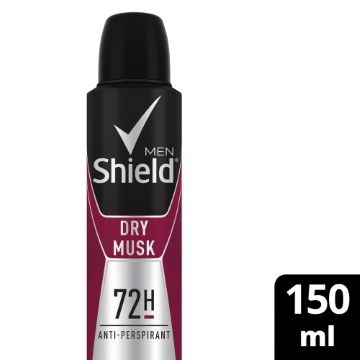 MEN
Shield
DRY
MUSK
72H
ANTI-PERSPIRANT
150
ml